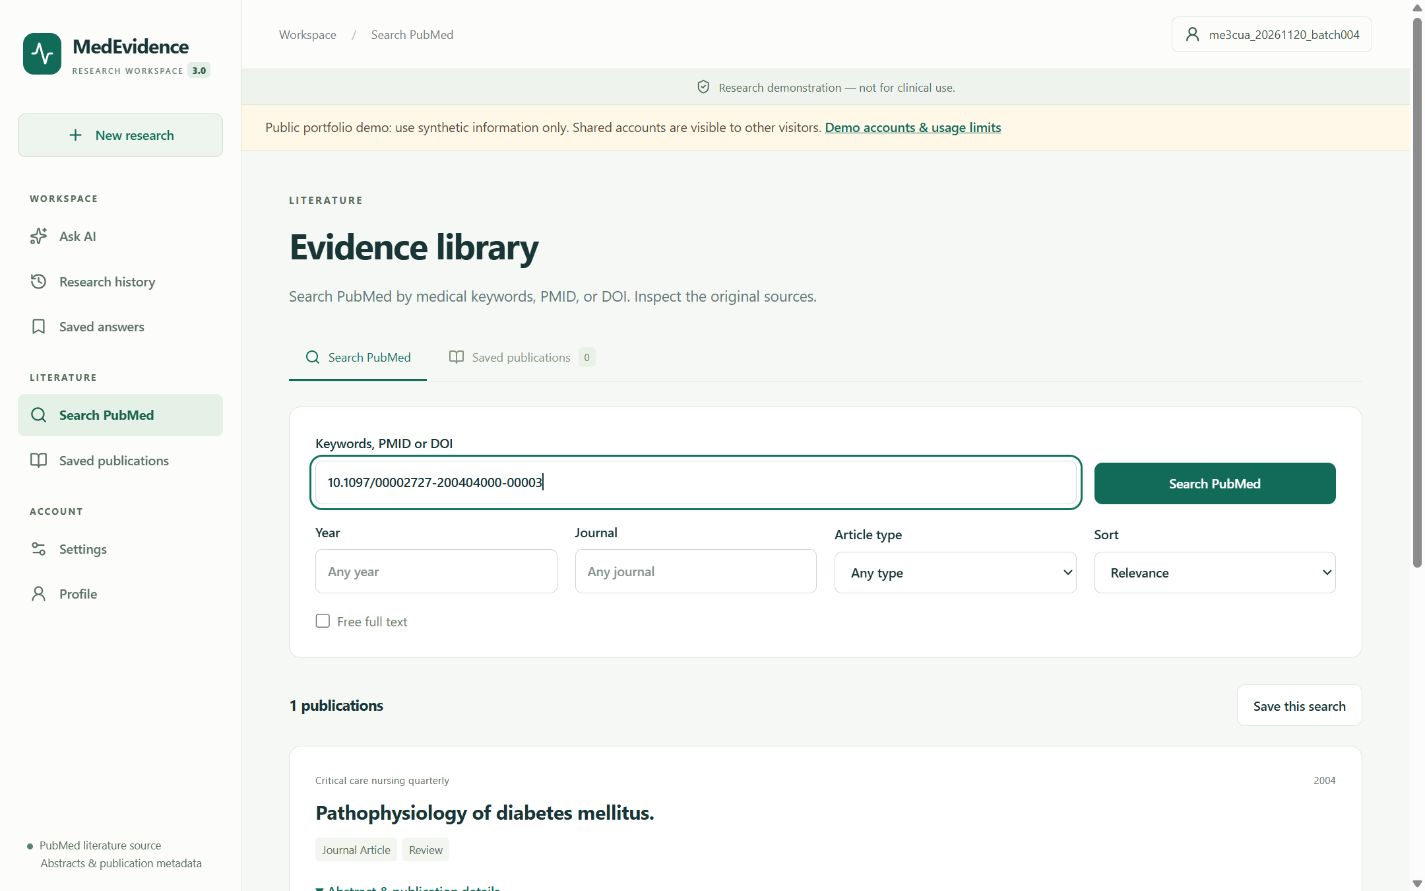 MedEvidence
RESEARCH WORKSPACE 3.0
New research
WORKSPACE
Ask AI
Research history
Saved answers
LITERATURE
Search PubMed
Saved publications
ACCOUNT
Settings
Profile
PubMed literature source
Abstracts & publication metadata
Workspace / Search PubMed
me3cua_20261120_batch004
Research demonstration — not for clinical use.
Public portfolio demo: use synthetic information only. Shared accounts are visible to other visitors. Demo accounts & usage limits
LITERATURE
Evidence library
Search PubMed by medical keywords, PMID, or DOI. Inspect the original sources.
Search PubMed
Saved publications 0
Keywords, PMID or DOI
10.1097/00002727-200404000-00003
Search PubMed
Year
Journal
Article type
Sort
Any year
Any journal
Any type
Relevance
Free full text
1 publications
Save this search
Critical care nursing quarterly
2004
Pathophysiology of diabetes mellitus.
Journal Article
Review
Abstract & publication details